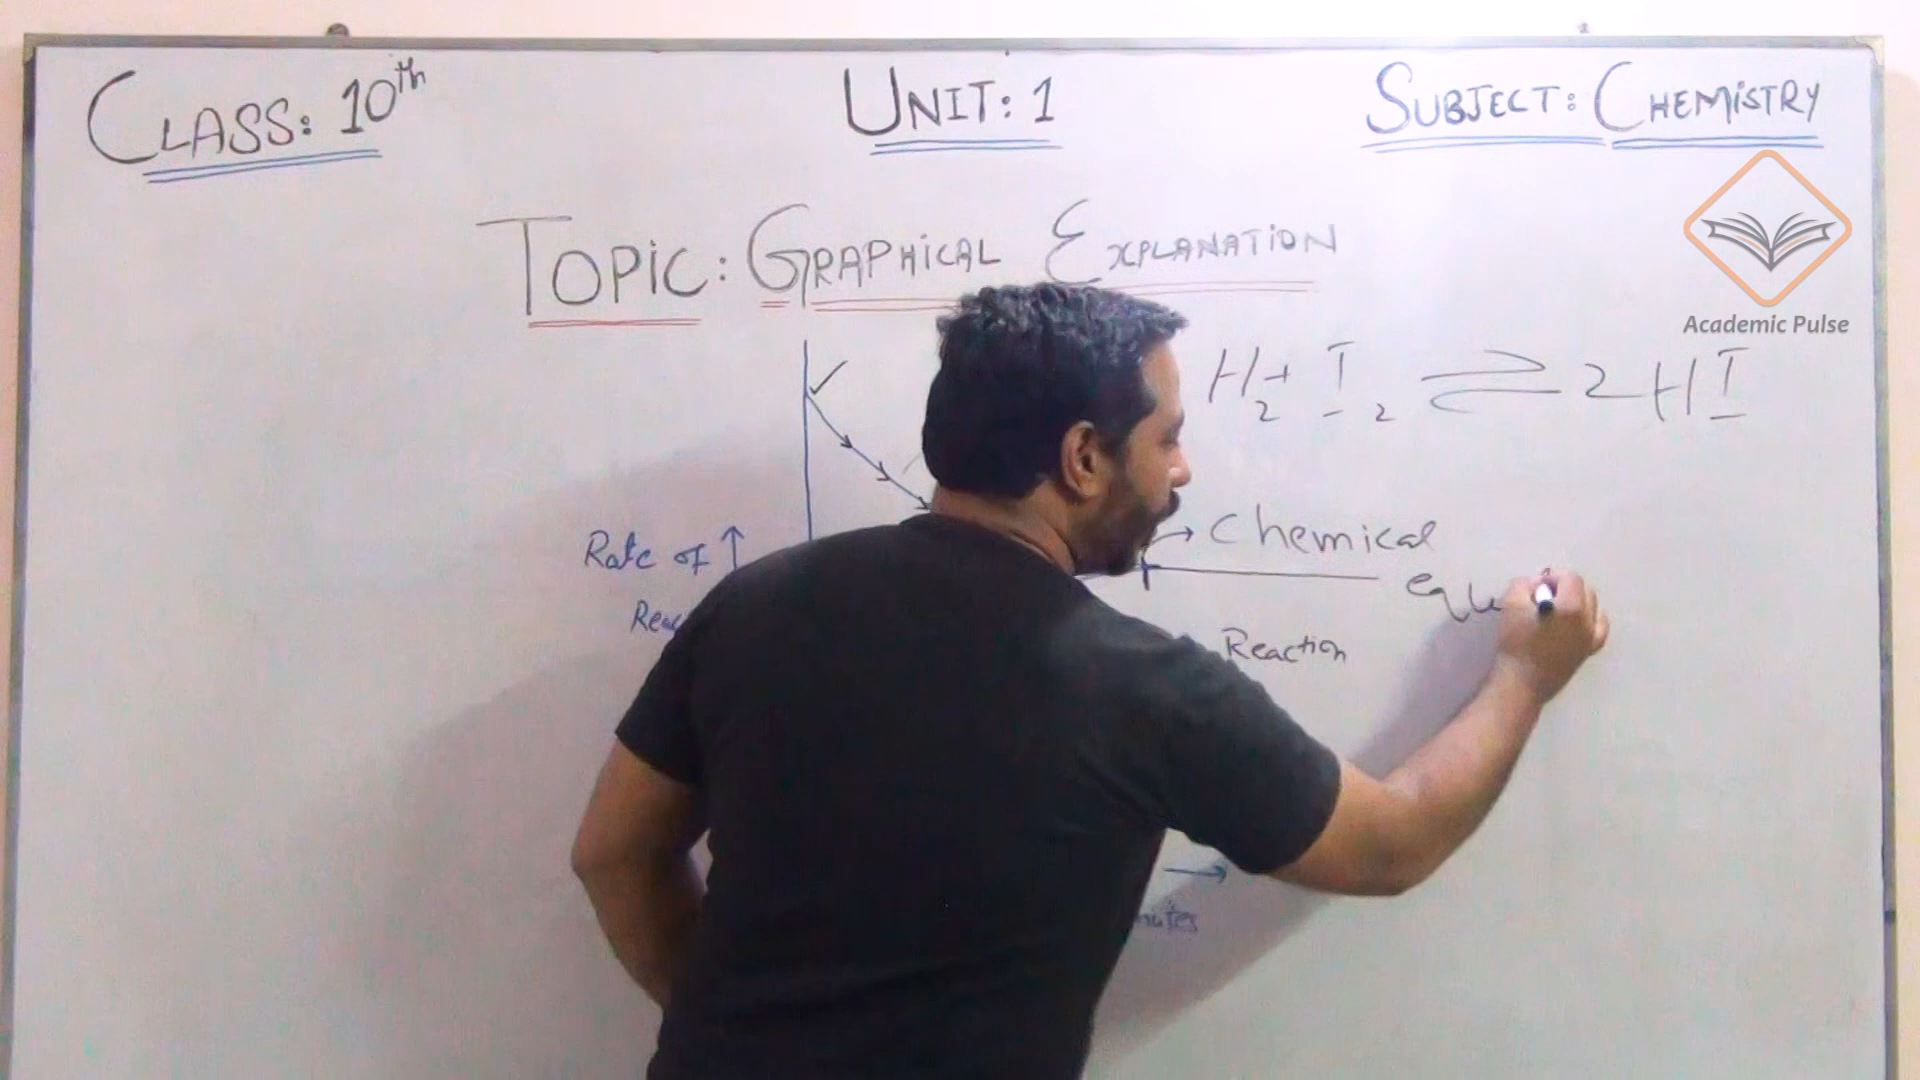 CLASS: 10th
UNIT: 1
SUBJECT: CHEMISTRY
TOPIC: GRAPHICAL EXPLANATION
Academic Pulse
H2 + I2 ⇌ 2HI
Rate of ↑
→ Chemical
Reaction
→